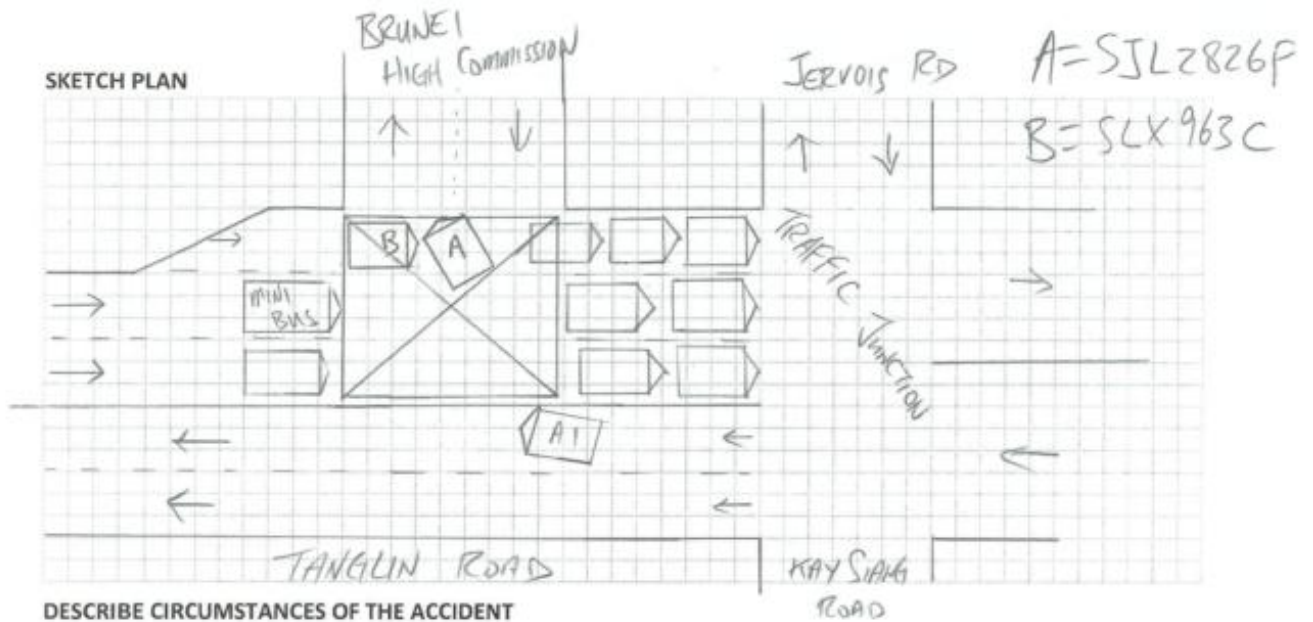 BRUNEI
HIGH Commission
SKETCH PLAN
JERVOIS RD
A= SJL2826P
B= SLX963C
B
A
MINI
BUS
TRAFFIC JUNCTION
A1
TANGLIN ROAD
KAY SIANG
ROAD
DESCRIBE CIRCUMSTANCES OF THE ACCIDENT